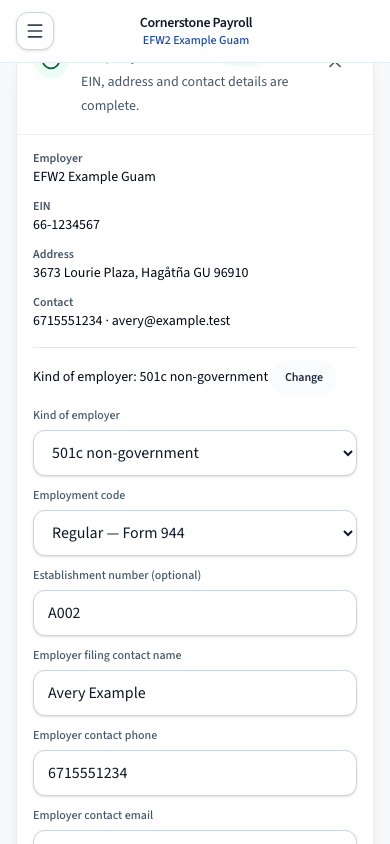 Cornerstone Payroll
EFW2 Example Guam
EIN, address and contact details are
complete.
Employer
EFW2 Example Guam
EIN
66-1234567
Address
3673 Lourie Plaza, Hagåtña GU 96910
Contact
6715551234 · avery@example.test
Kind of employer: 501c non-government
Change
Kind of employer
501c non-government
Employment code
Regular — Form 944
Establishment number (optional)
A002
Employer filing contact name
Avery Example
Employer contact phone
6715551234
Employer contact email